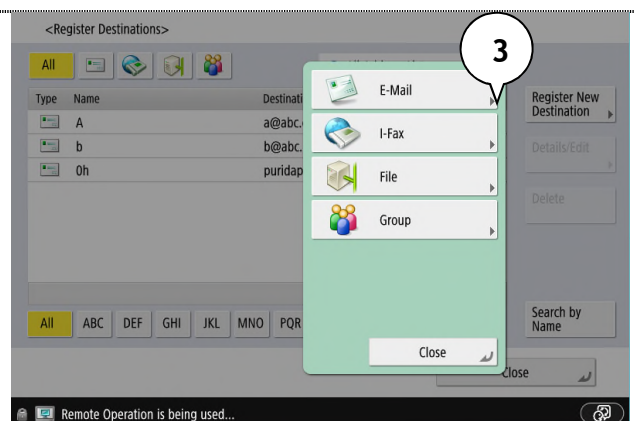 <Register Destinations>
3
All
Type Name Destinati
A a@abc.
b b@abc.
0h puridap
E-Mail
I-Fax
File
Group
Close
Register New
Destination
Details/Edit
Delete
All ABC DEF GHI JKL MNO PQR
Search by
Name
Close
Remote Operation is being used...